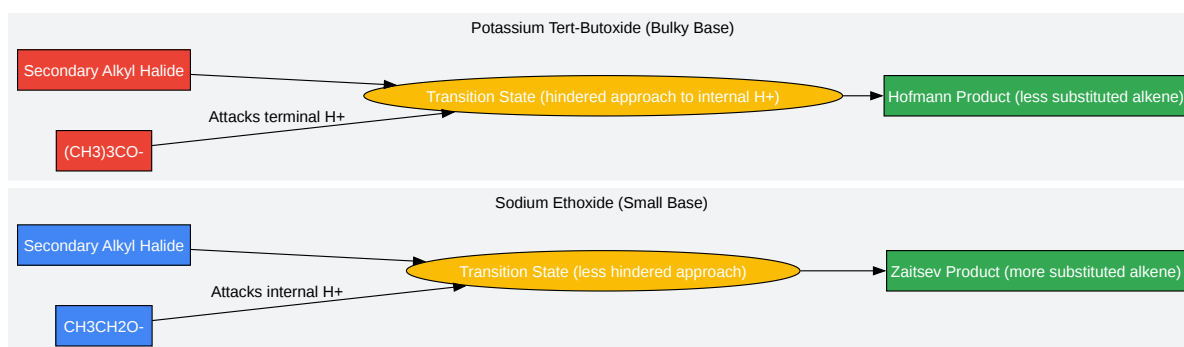 Potassium Tert-Butoxide (Bulky Base)
Secondary Alkyl Halide
Transition State (hindered approach to internal H+)
Hofmann Product (less substituted alkene)
Attacks terminal H+
(CH3)3CO-
Sodium Ethoxide (Small Base)
Secondary Alkyl Halide
Transition State (less hindered approach)
Zaitsev Product (more substituted alkene)
Attacks internal H+
CH3CH2O-